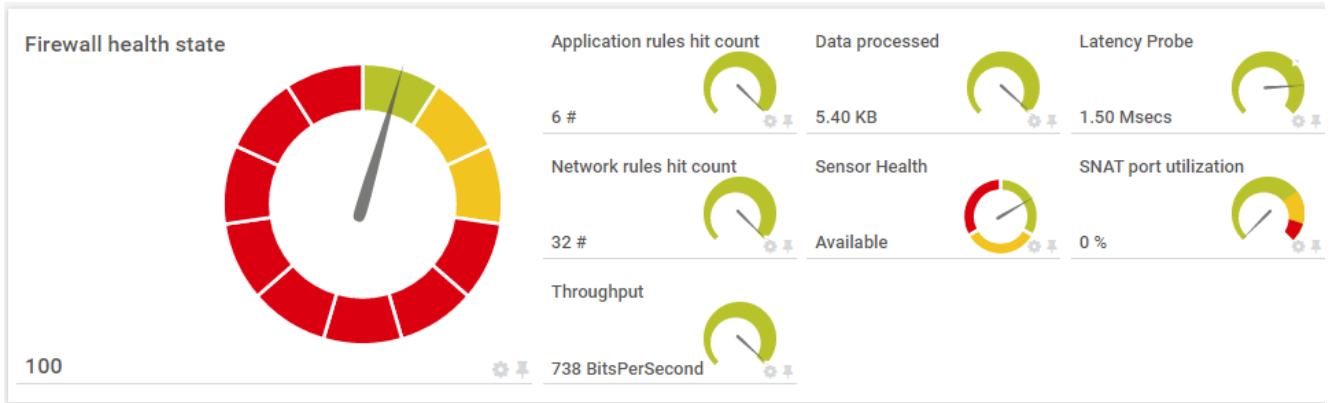 Firewall health state
100
Application rules hit count
6 #
Data processed
5.40 KB
Latency Probe
1.50 Msecs
Network rules hit count
32 #
Sensor Health
Available
SNAT port utilization
0 %
Throughput
738 BitsPerSecond